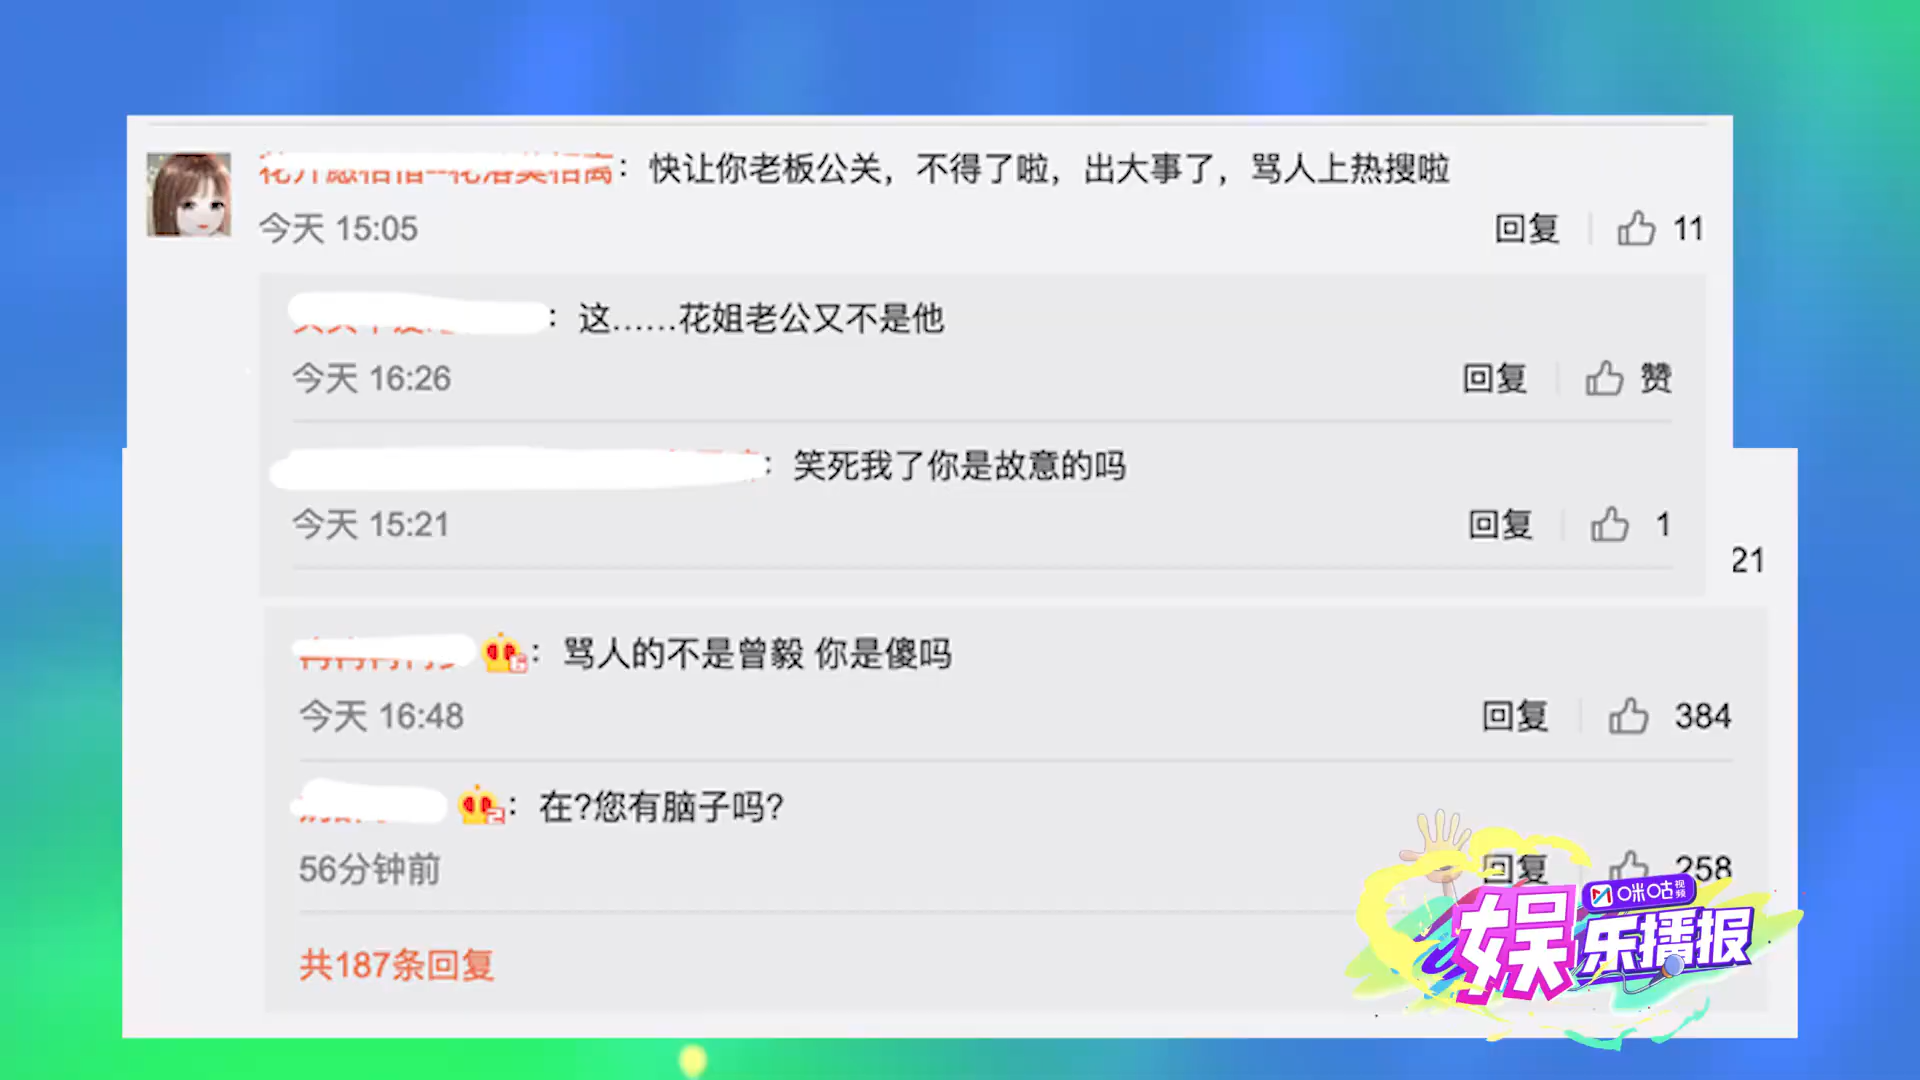 快让你老板公关，不得了啦，出大事了，骂人上热搜啦
今天 15:05
回复 11
：这……花姐老公又不是他
今天 16:26
回复 赞
：笑死我了你是故意的吗
今天 15:21
回复 1
21
：骂人的不是曾毅 你是傻吗
今天 16:48
回复 384
：在?您有脑子吗?
56分钟前
回复 258
共187条回复
咪咕视频
娱乐播报